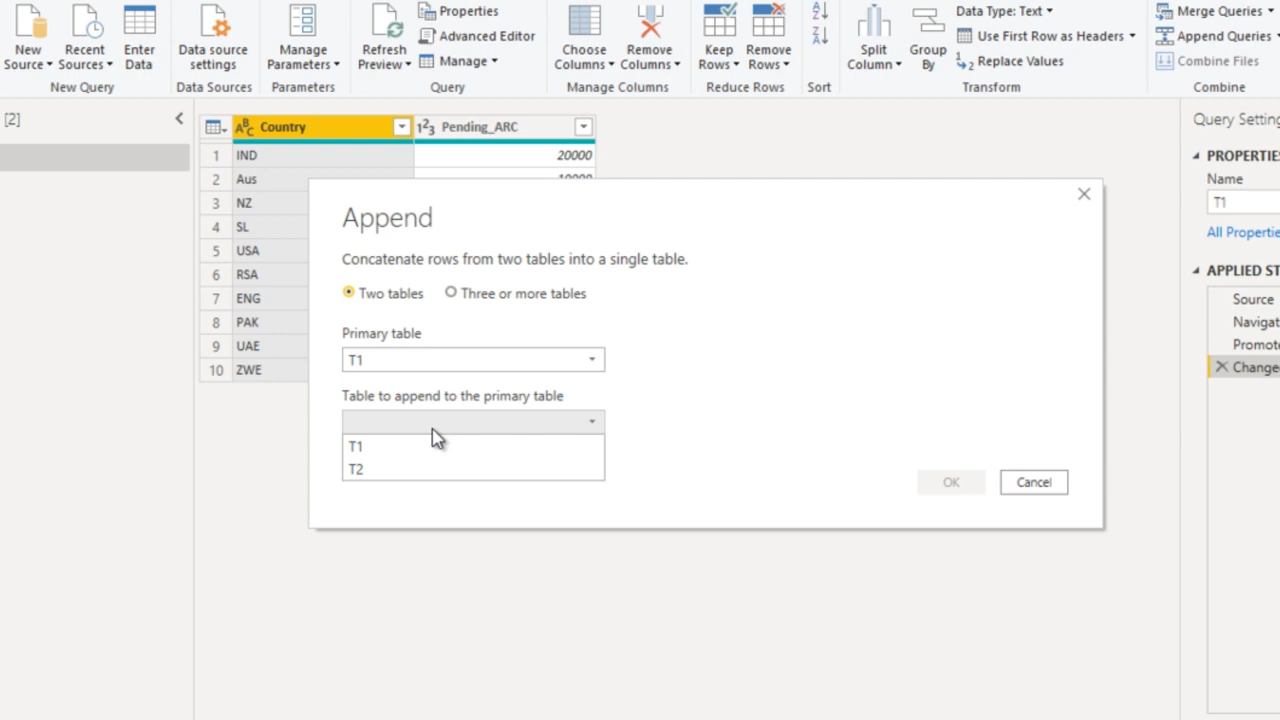 Properties
Advanced Editor
Manage
New Source
Recent Sources
Enter Data
Data source settings
Manage Parameters
Refresh Preview
Choose Columns
Remove Columns
Keep Rows
Remove Rows
Split Column
Group By
Data Type: Text
Use First Row as Headers
Replace Values
Merge Queries
Append Queries
Combine Files
New Query
Data Sources
Parameters
Query
Manage Columns
Reduce Rows
Sort
Transform
Combine
[2]
Country
Pending_ARC
1 IND 20000
2 Aus
3 NZ
4 SL
5 USA
6 RSA
7 ENG
8 PAK
9 UAE
10 ZWE
Append
Concatenate rows from two tables into a single table.
Two tables Three or more tables
Primary table
T1
Table to append to the primary table
T1
T2
OK Cancel
Query
PROPERTIES
Name
T1
All
APPLIED
Source